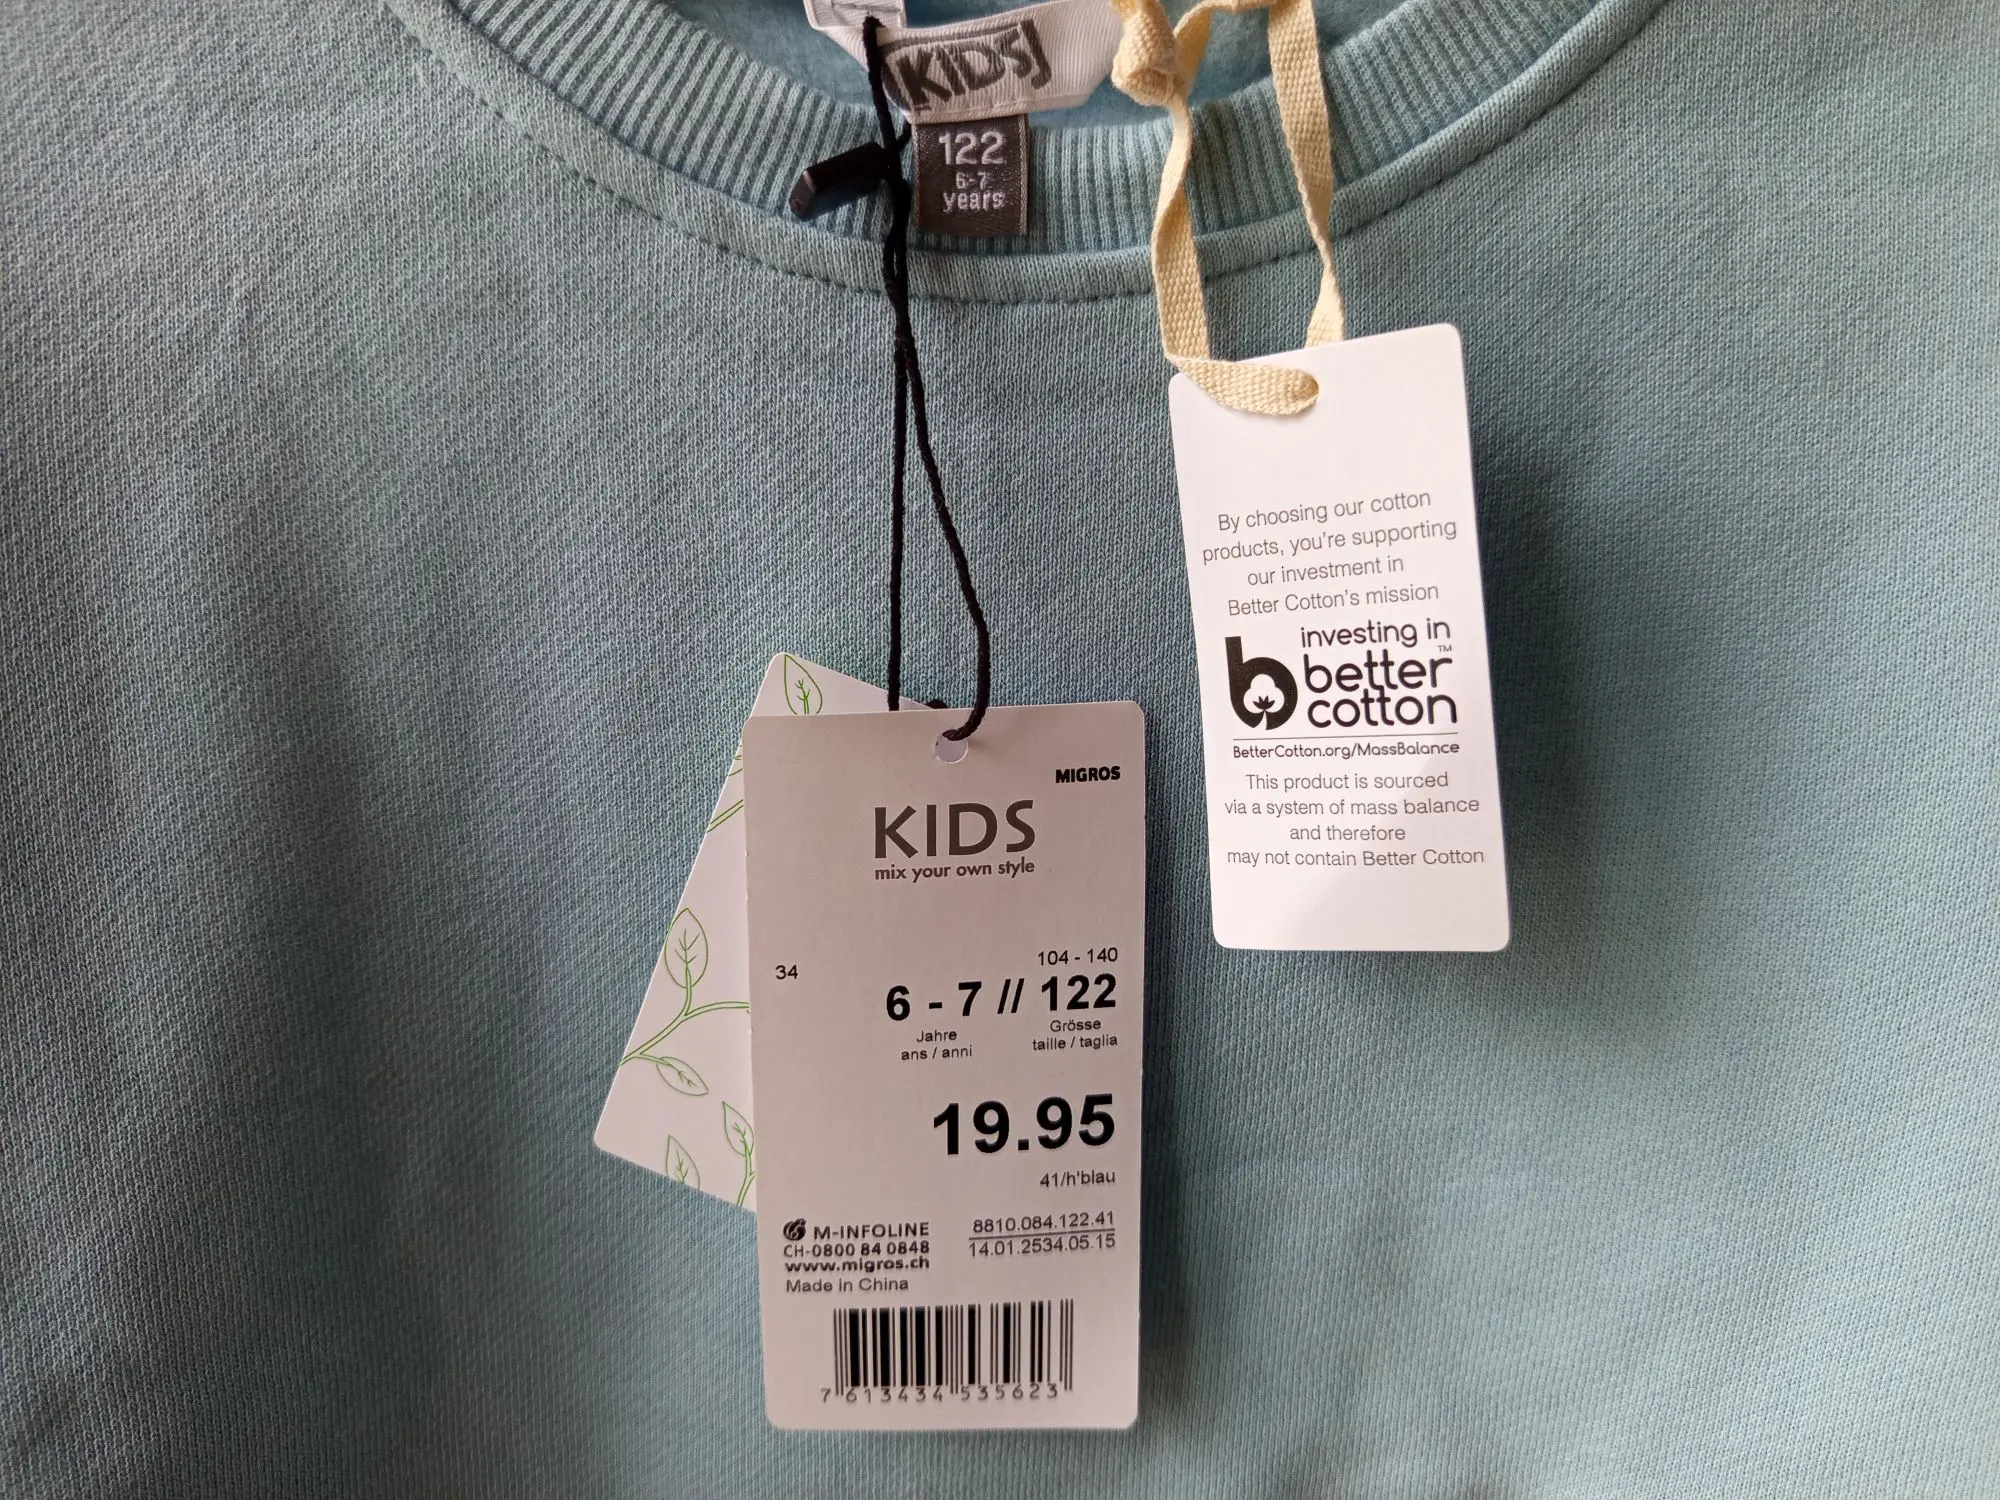 KIDS
122
6-7
years
By choosing our cotton
products, you're supporting
our investment in
Better Cotton's mission
investing in
better™
cotton
BetterCotton.org/MassBalance
This product is sourced
via a system of mass balance
and therefore
may not contain Better Cotton
MIGROS
KIDS
mix your own style
34
104 - 140
6 - 7 // 122
Jahre
ans / anni
Grösse
taille / taglia
19.95
41/h'blau
M-INFOLINE
CH-0800 84 0848
www.migros.ch
Made in China
8810.084.122.41
14.01.2534.05.15
7 613434 535623